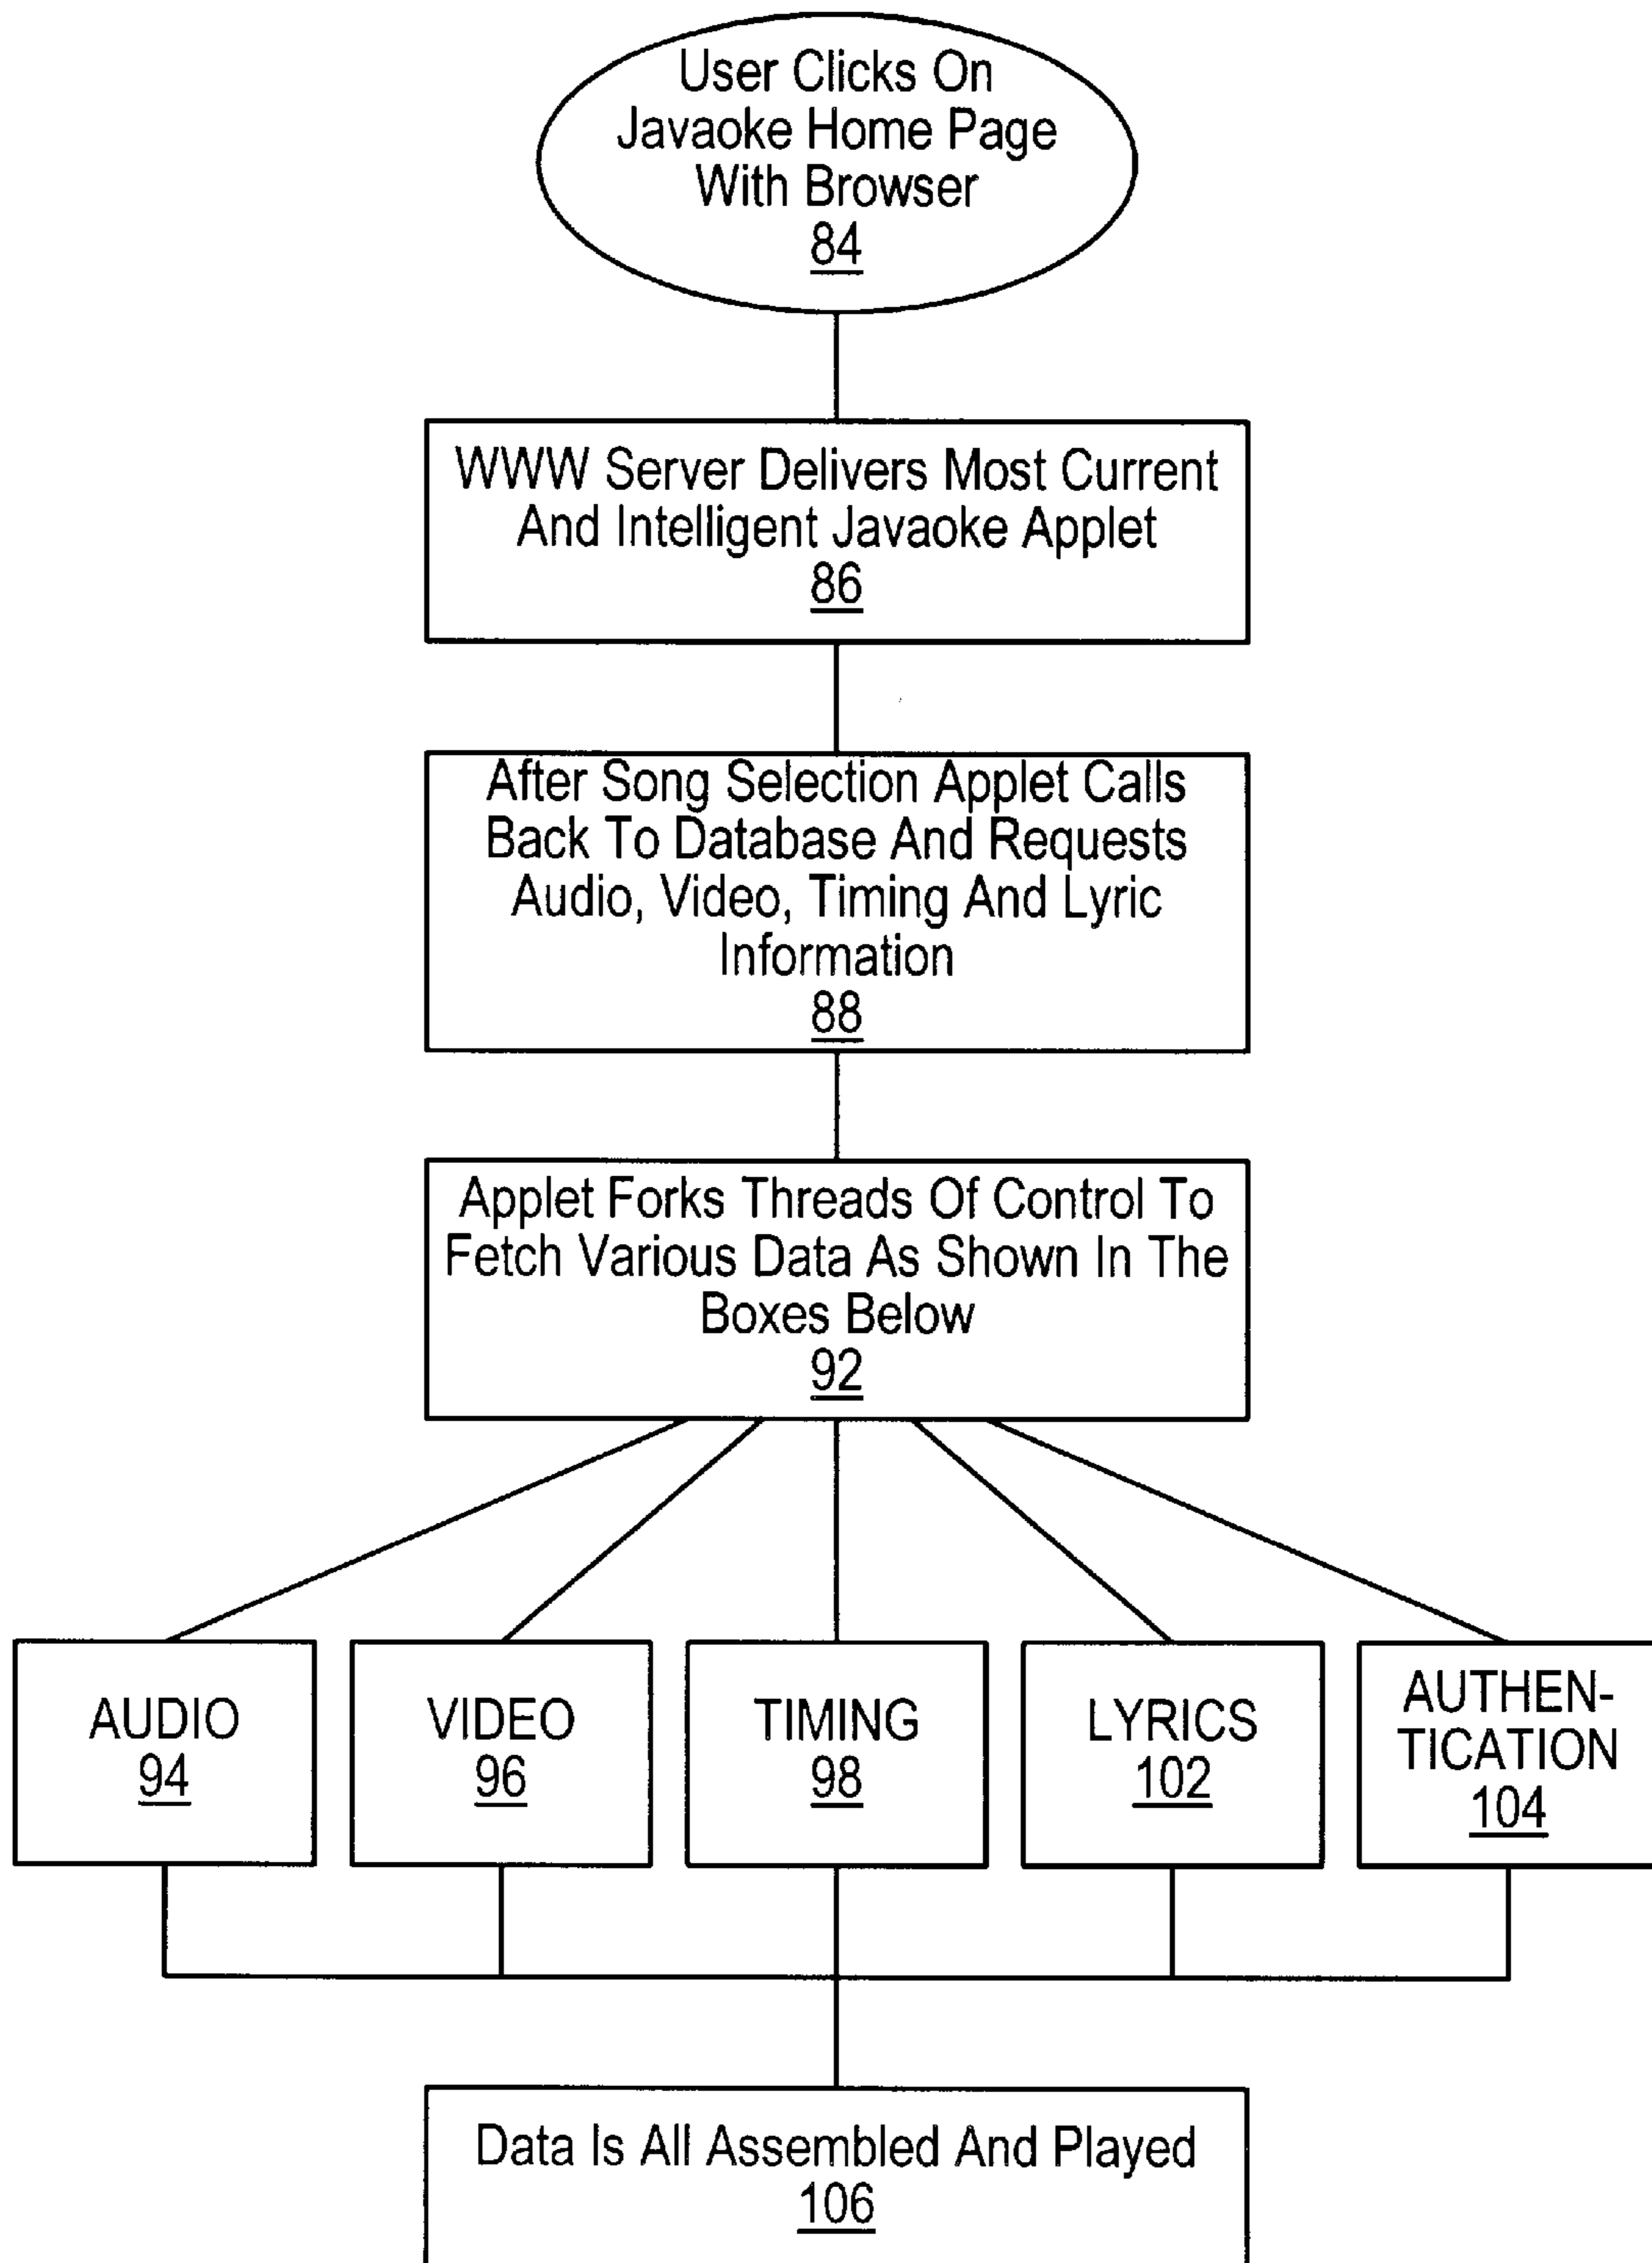 User Clicks On
Javaoke Home Page
With Browser
84
WWW Server Delivers Most Current
And Intelligent Javaoke Applet
86
After Song Selection Applet Calls
Back To Database And Requests
Audio, Video, Timing And Lyric
Information
88
Applet Forks Threads Of Control To
Fetch Various Data As Shown In The
Boxes Below
92
AUDIO
94
VIDEO
96
TIMING
98
LYRICS
102
AUTHEN-
TICATION
104
Data Is All Assembled And Played
106